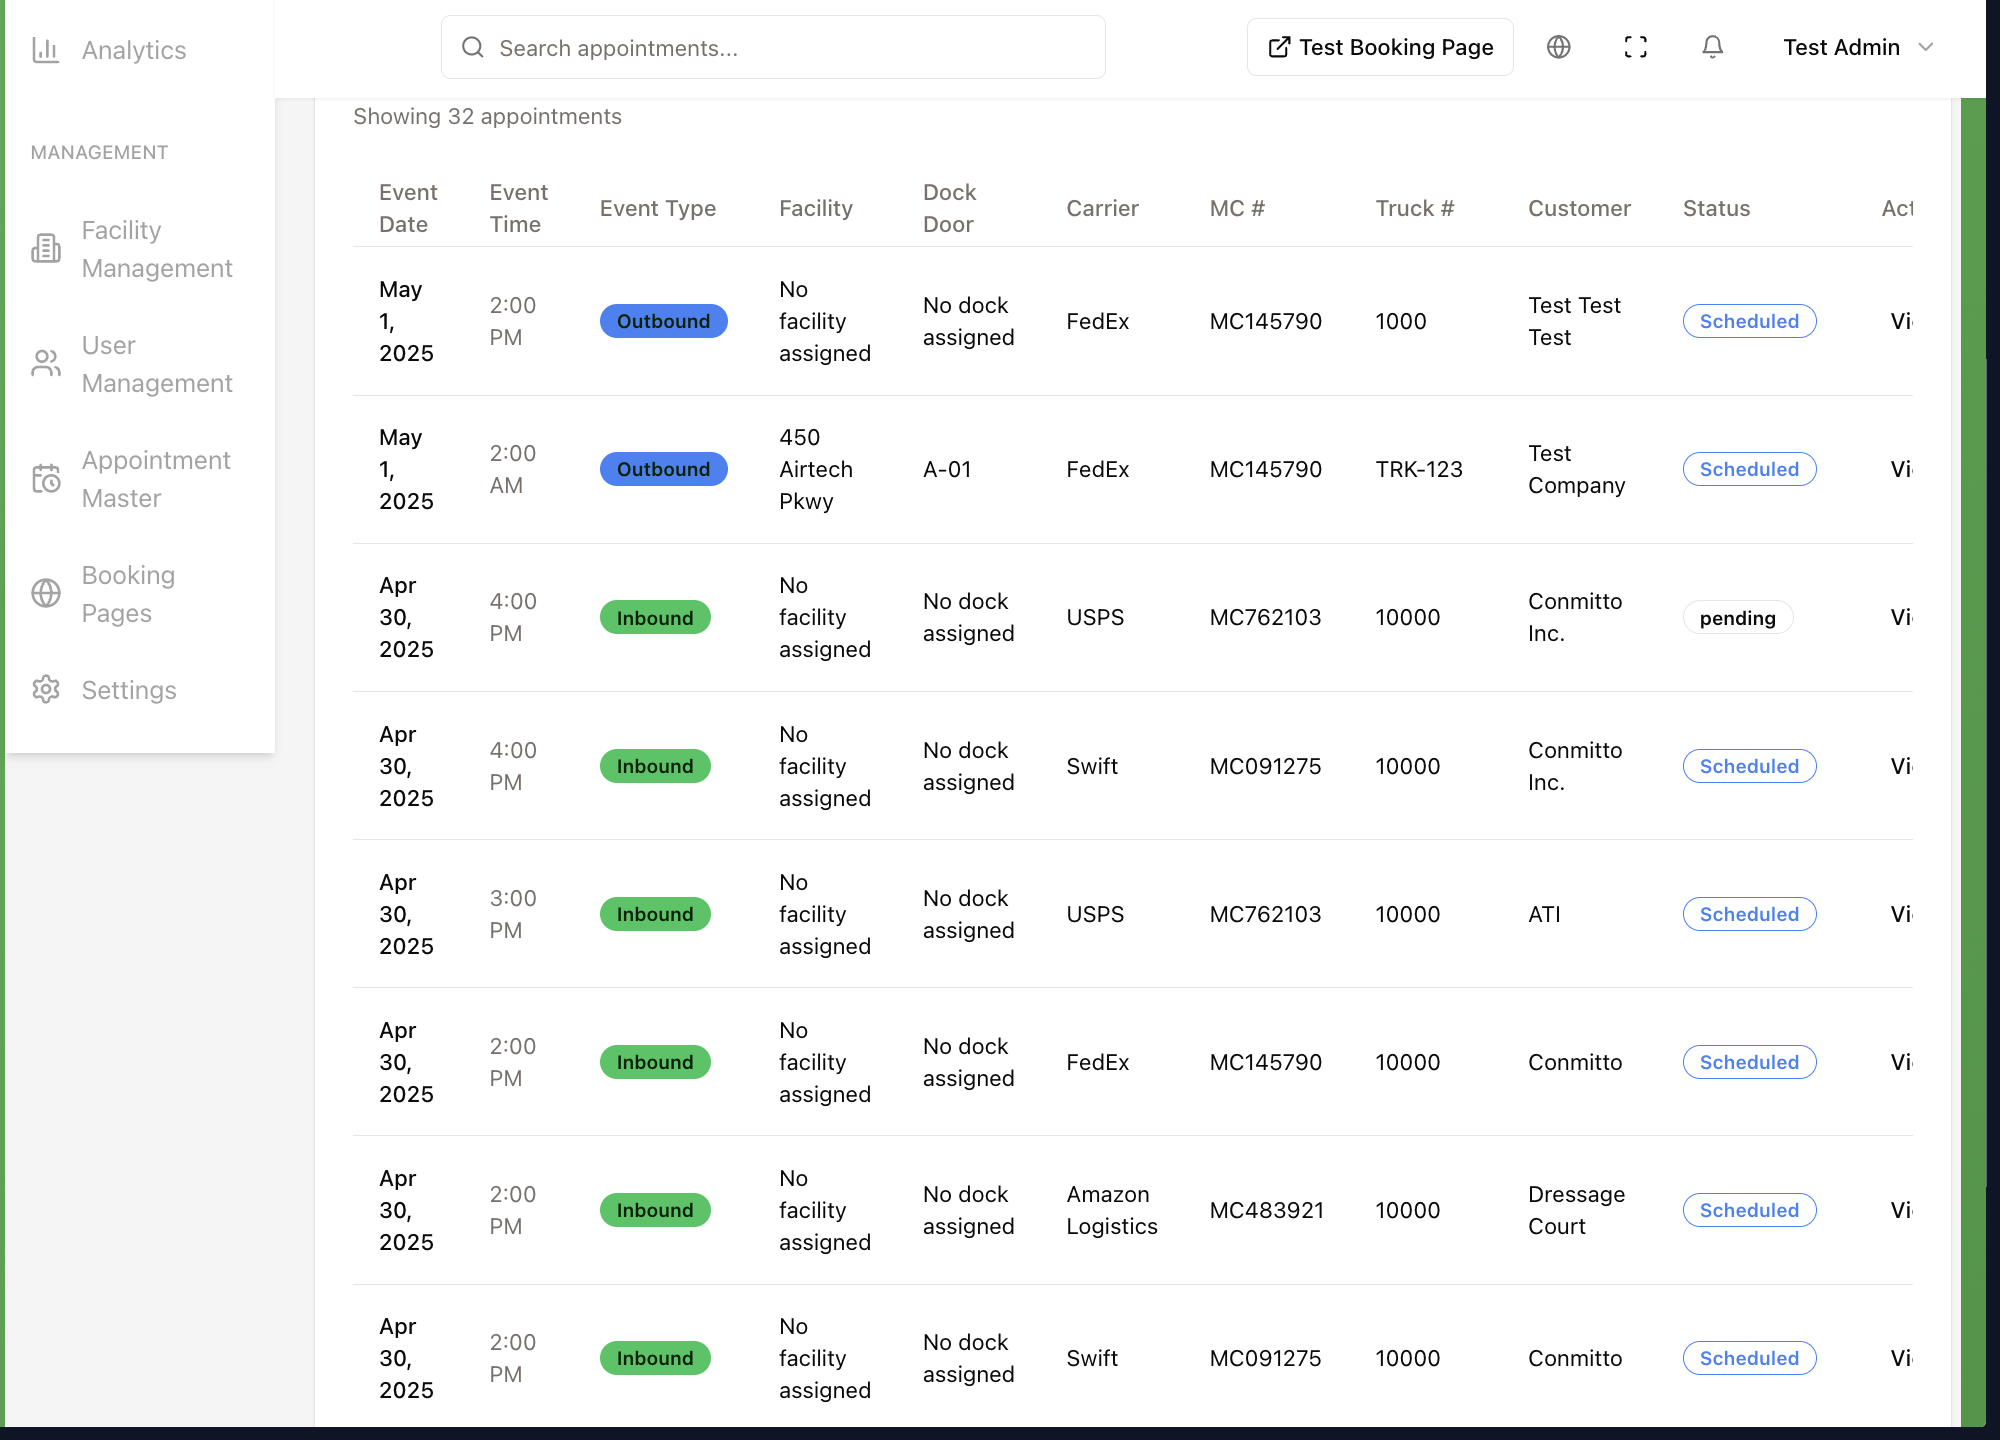 Analytics
Search appointments...
Test Booking Page
Test Admin
MANAGEMENT
Facility
Management
User
Management
Appointment
Master
Booking
Pages
Settings
Showing 32 appointments
Event Date Event Time Event Type Facility Dock Door Carrier MC # Truck # Customer Status
May 1, 2025 2:00 PM Outbound No facility assigned No dock assigned FedEx MC145790 1000 Test Test Test Scheduled
May 1, 2025 2:00 AM Outbound 450 Airtech Pkwy A-01 FedEx MC145790 TRK-123 Test Company Scheduled
Apr 30, 2025 4:00 PM Inbound No facility assigned No dock assigned USPS MC762103 10000 Conmitto Inc. pending
Apr 30, 2025 4:00 PM Inbound No facility assigned No dock assigned Swift MC091275 10000 Conmitto Inc. Scheduled
Apr 30, 2025 3:00 PM Inbound No facility assigned No dock assigned USPS MC762103 10000 ATI Scheduled
Apr 30, 2025 2:00 PM Inbound No facility assigned No dock assigned FedEx MC145790 10000 Conmitto Scheduled
Apr 30, 2025 2:00 PM Inbound No facility assigned No dock assigned Amazon Logistics MC483921 10000 Dressage Court Scheduled
Apr 30, 2025 2:00 PM Inbound No facility assigned No dock assigned Swift MC091275 10000 Conmitto Scheduled